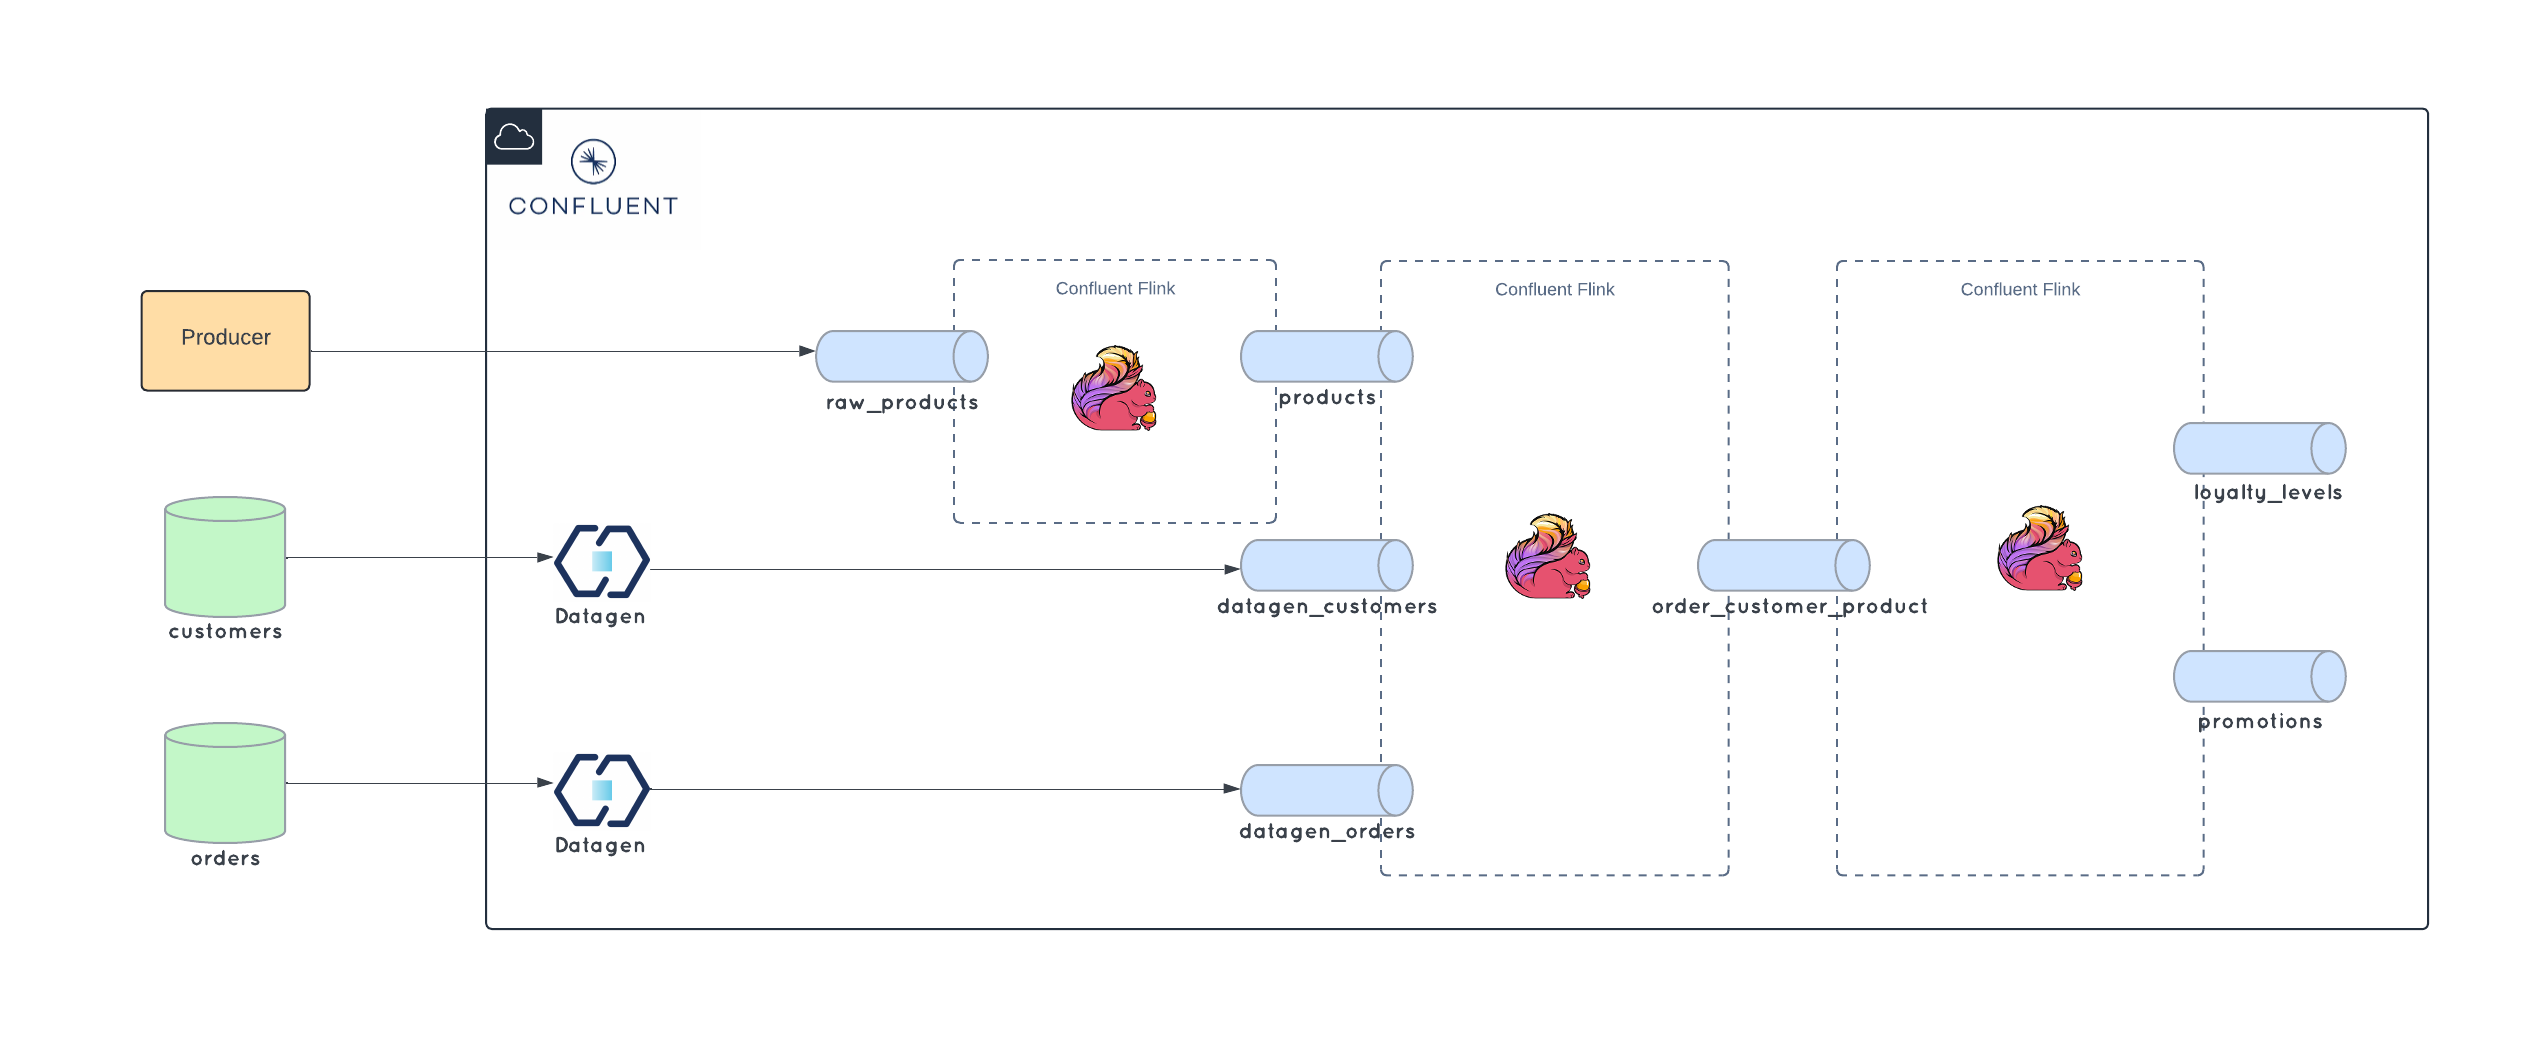 CONFLUENT
Confluent Flink
Confluent Flink
Confluent Flink
Producer
raw_products
products
loyalty_levels
customers
Datagen
datagen_customers
order_customer_product
promotions
orders
Datagen
datagen_orders